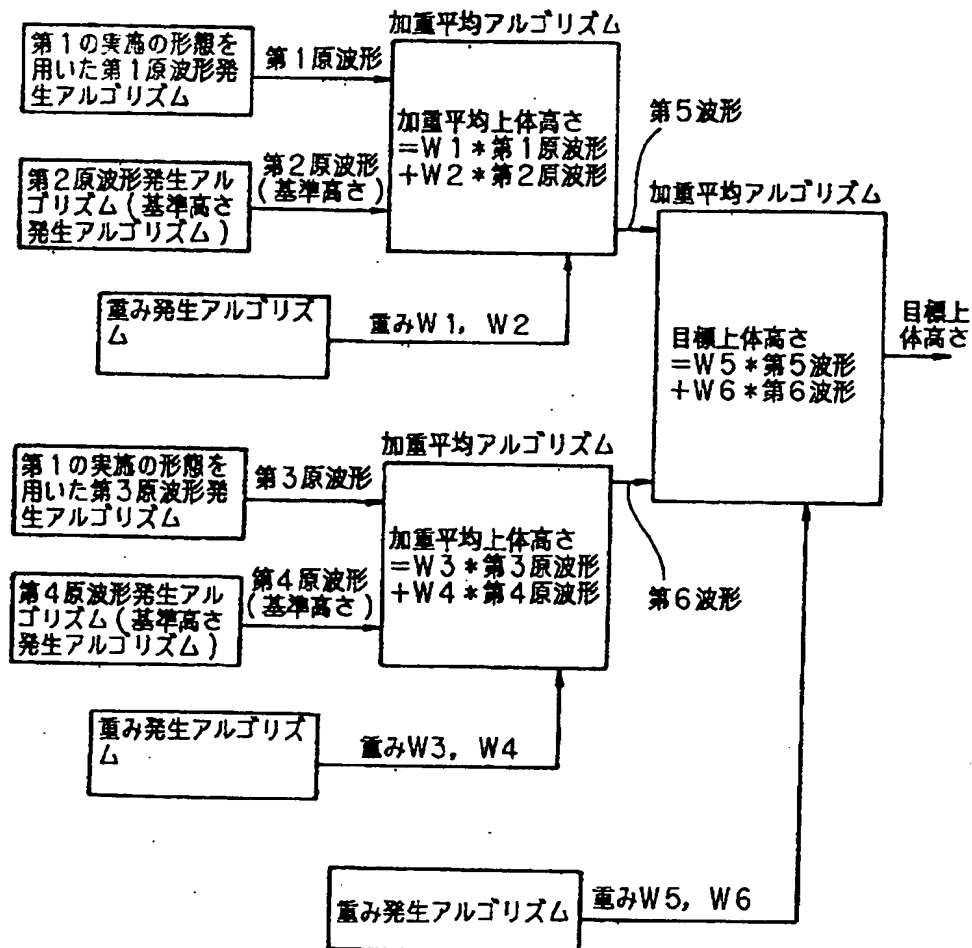 加重平均アルゴリズム
第1の実施の形態を
用いた第1原波形発
生アルゴリズム
第1原波形
加重平均上体高さ
=W1*第1原波形
+W2*第2原波形
第5波形
第2原波形発生アル
ゴリズム(基準高さ
発生アルゴリズム)
第2原波形
(基準高さ)
加重平均アルゴリズム
重み発生アルゴリズ
ム
重みW1, W2
目標上体高さ
=W5*第5波形
+W6*第6波形
目標上
体高さ
加重平均アルゴリズム
第1の実施の形態を
用いた第3原波形発
生アルゴリズム
第3原波形
加重平均上体高さ
=W3*第3原波形
+W4*第4原波形
第6波形
第4原波形発生アル
ゴリズム(基準高さ
発生アルゴリズム)
第4原波形
(基準高さ)
重み発生アルゴリズ
ム
重みW3, W4
重み発生アルゴリズム
重みW5, W6